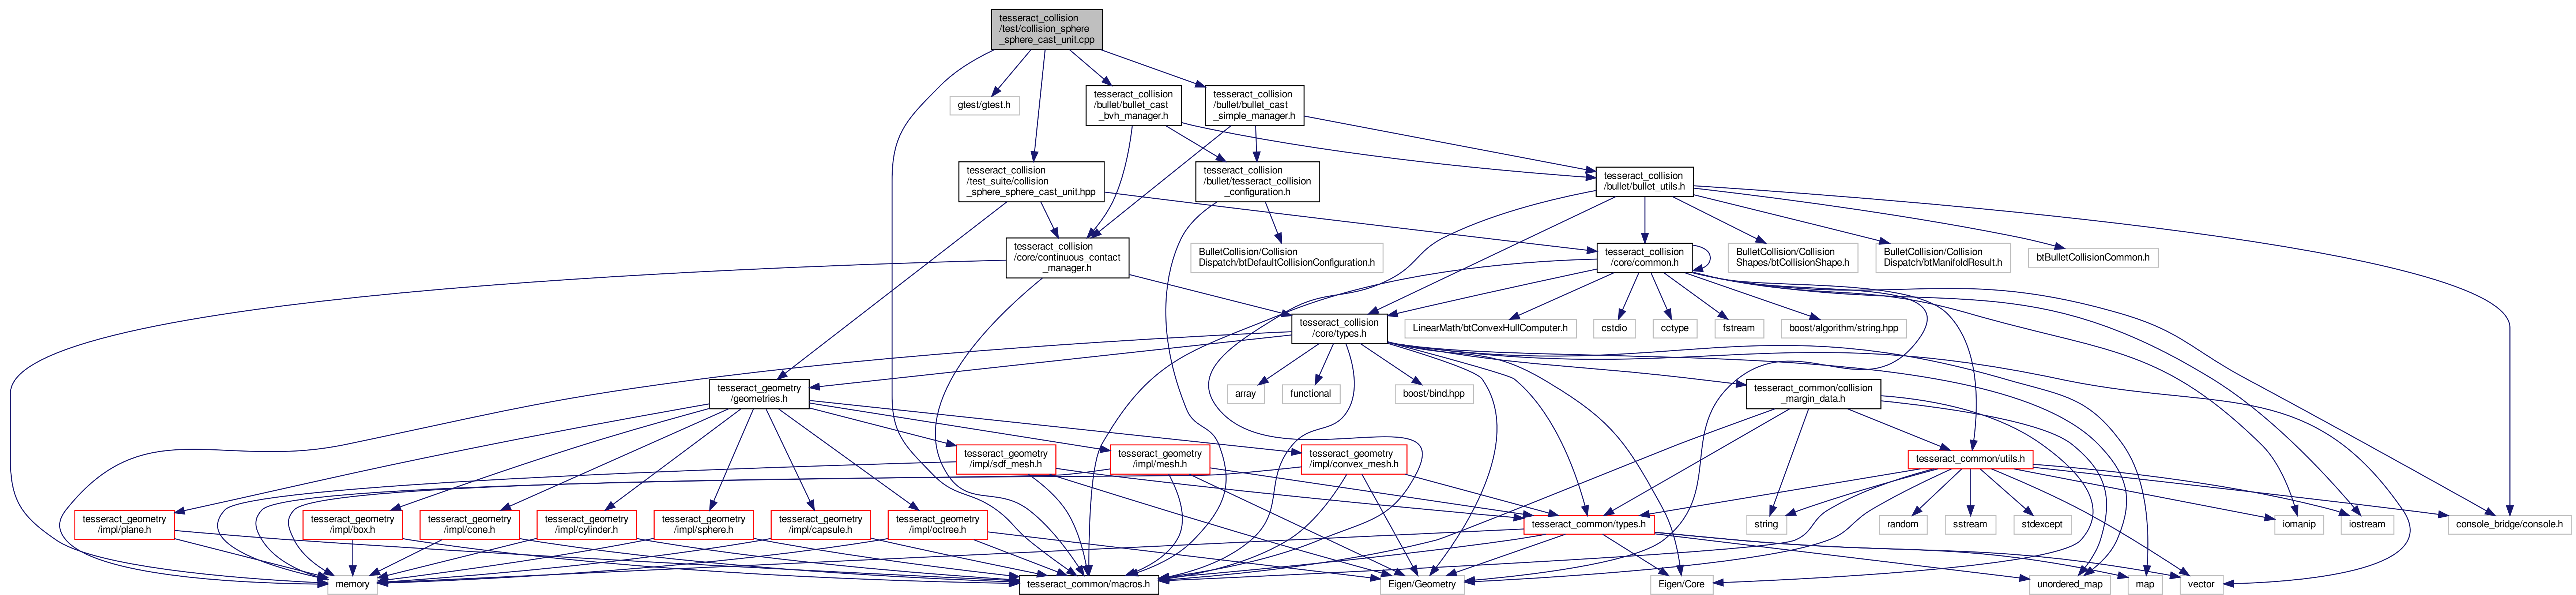 tesseract_collision
/test/collision_sphere
_sphere_cast_unit.cpp
gtest/gtest.h
tesseract_collision
/bullet/bullet_cast
_bvh_manager.h
tesseract_collision
/bullet/bullet_cast
_simple_manager.h
tesseract_collision
/test_suite/collision
_sphere_sphere_cast_unit.hpp
tesseract_collision
/bullet/tesseract_collision
_configuration.h
tesseract_collision
/bullet/bullet_utils.h
tesseract_collision
/core/continuous_contact
_manager.h
BulletCollision/Collision
Dispatch/btDefaultCollisionConfiguration.h
tesseract_collision
/core/common.h
BulletCollision/Collision
Shapes/btCollisionShape.h
BulletCollision/Collision
Dispatch/btManifoldResult.h
btBulletCollisionCommon.h
tesseract_collision
/core/types.h
LinearMath/btConvexHullComputer.h
cstdio
cctype
fstream
boost/algorithm/string.hpp
tesseract_geometry
/geometries.h
array
functional
boost/bind.hpp
tesseract_common/collision
_margin_data.h
tesseract_geometry
/impl/sdf_mesh.h
tesseract_geometry
/impl/mesh.h
tesseract_geometry
/impl/convex_mesh.h
tesseract_common/utils.h
tesseract_geometry
/impl/plane.h
tesseract_geometry
/impl/box.h
tesseract_geometry
/impl/cone.h
tesseract_geometry
/impl/cylinder.h
tesseract_geometry
/impl/sphere.h
tesseract_geometry
/impl/capsule.h
tesseract_geometry
/impl/octree.h
tesseract_common/types.h
string
random
sstream
stdexcept
iomanip
iostream
console_bridge/console.h
memory
tesseract_common/macros.h
Eigen/Geometry
Eigen/Core
unordered_map
map
vector